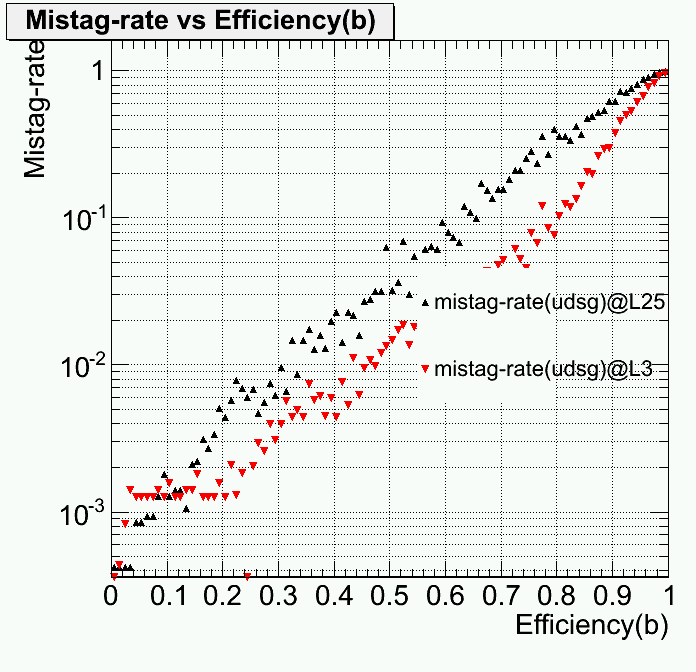 Mistag-rate vs Efficiency(b)
Mistag-rate
1
10-1
10-2
10-3
mistag-rate(udsg)@L25
mistag-rate(udsg)@L3
0 0.1 0.2 0.3 0.4 0.5 0.6 0.7 0.8 0.9 1
Efficiency(b)